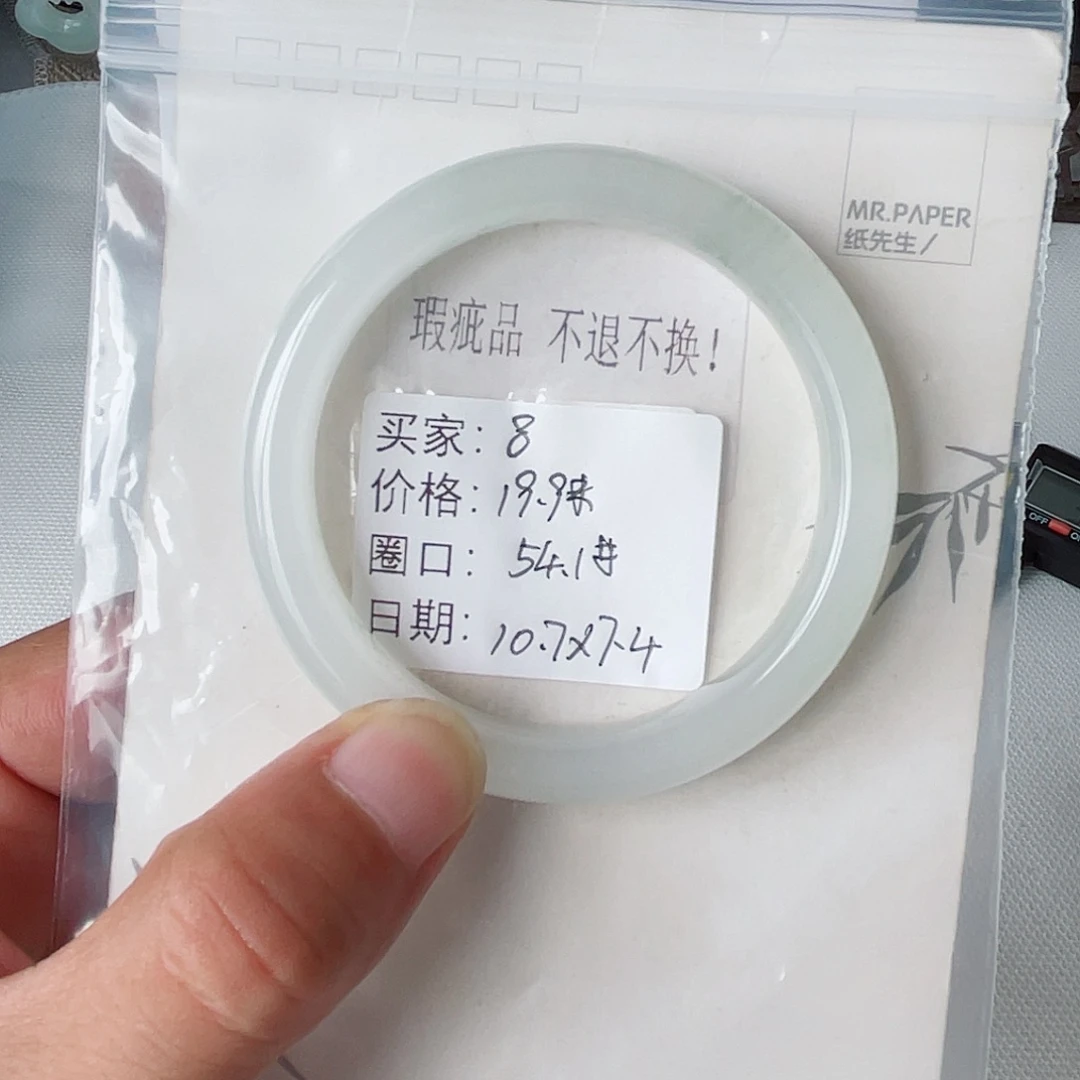 MR.PAPER
纸先生/
瑕疵品 不退不换!
买家: 8
价格: 19.9
圈口: 54.1
日期: 10.7x7.4